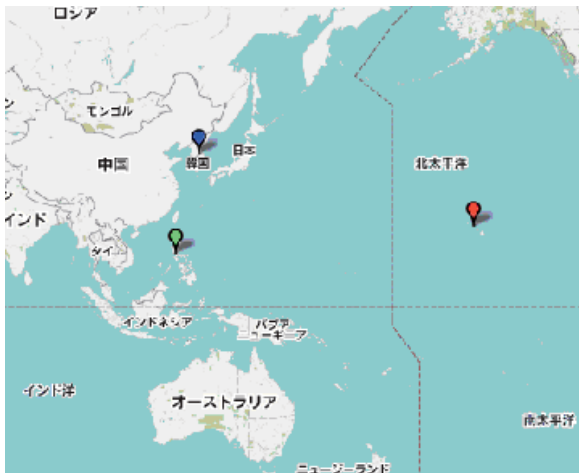 ロシア
モンゴル
中国
韓国
日本
北太平洋
インド
タイ
インドネシア
パプア
ニューギニア
インド洋
オーストラリア
南太平洋
ニュージーランド